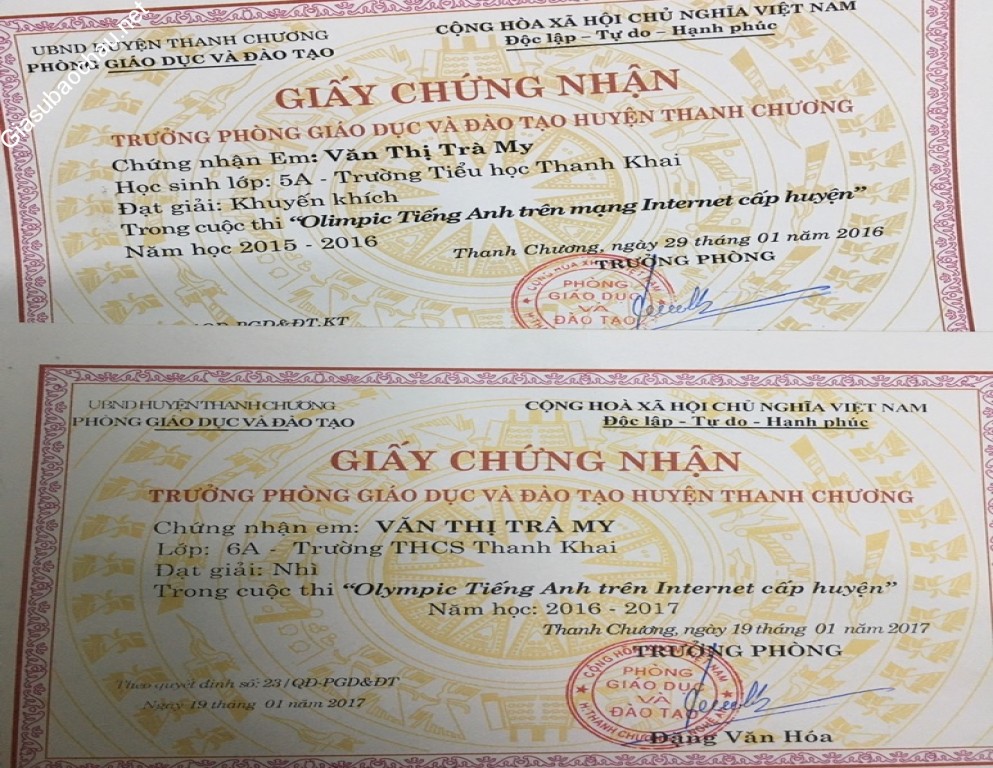 Giasubaochau.net
UBND HUYỆN THANH CHƯƠNG
PHÒNG GIÁO DỤC VÀ ĐÀO TẠO
CỘNG HÒA XÃ HỘI CHỦ NGHĨA VIỆT NAM
Độc lập - Tự do - Hạnh phúc
GIẤY CHỨNG NHẬN
TRƯỞNG PHÒNG GIÁO DỤC VÀ ĐÀO TẠO HUYỆN THANH CHƯƠNG
Chứng nhận Em: Văn Thị Trà My
Học sinh lớp: 5A - Trường Tiểu học Thanh Khai
Đạt giải: Khuyến khích
Trong cuộc thi "Olimpic Tiếng Anh trên mạng Internet cấp huyện"
Năm học 2015 - 2016
Thanh Chương, ngày 29 tháng 01 năm 2016
TRƯỞNG PHÒNG
PHÒNG
GIÁO DỤC
VÀ
ĐÀO TẠO
QĐ-PGD&ĐT.KT
UBND HUYỆN THANH CHƯƠNG
PHÒNG GIÁO DỤC VÀ ĐÀO TẠO
CỘNG HOÀ XÃ HỘI CHỦ NGHĨA VIỆT NAM
Độc lập - Tự do - Hạnh phúc
GIẤY CHỨNG NHẬN
TRƯỞNG PHÒNG GIÁO DỤC VÀ ĐÀO TẠO HUYỆN THANH CHƯƠNG
Chứng nhận em: VĂN THỊ TRÀ MY
Lớp: 6A - Trường THCS Thanh Khai
Đạt giải: Nhì
Trong cuộc thi "Olympic Tiếng Anh trên Internet cấp huyện"
Năm học: 2016 - 2017
Thanh Chương, ngày 19 tháng 01 năm 2017
TRƯỞNG PHÒNG
PHÒNG
GIÁO DỤC
VÀ
ĐÀO TẠO
Theo quyết định số: 23/QĐ-PGD&ĐT
Ngày 19 tháng 01 năm 2017
Đặng Văn Hóa